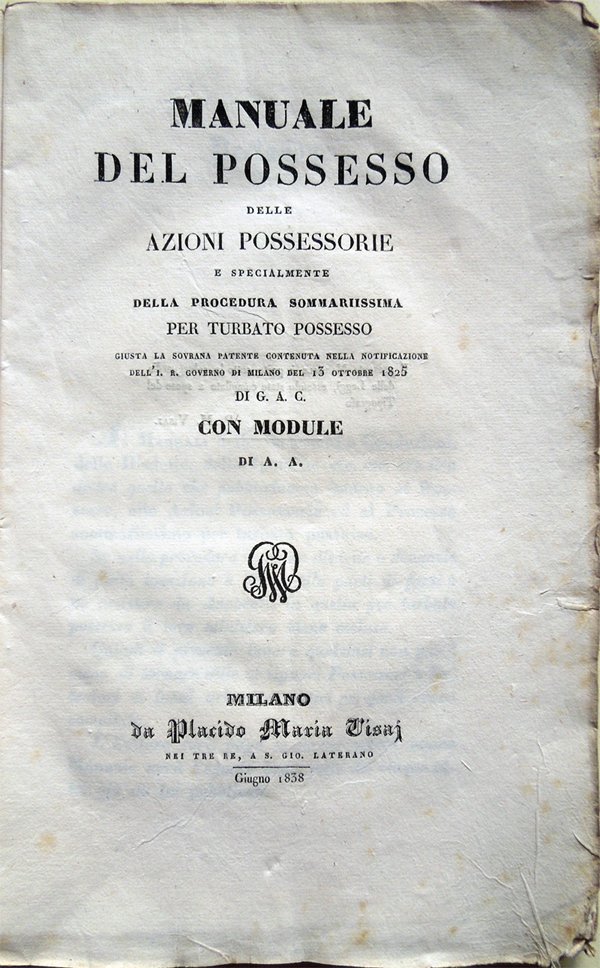 MANUALE
DEL POSSESSO
DELLE
AZIONI POSSESSORIE
E SPECIALMENTE
DELLA PROCEDURA SOMMARIISSIMA
PER TURBATO POSSESSO
GIUSTA LA SOVRANA PATENTE CONTENUTA NELLA NOTIFICAZIONE
DELL'I. R. GOVERNO DI MILANO DEL 13 OTTOBRE 1825
DI G. A. C.
CON MODULE
DI A. A.
MILANO
da Placido Maria Visaj
NEI TRE RE, A S. GIO. LATERANO
Giugno 1838